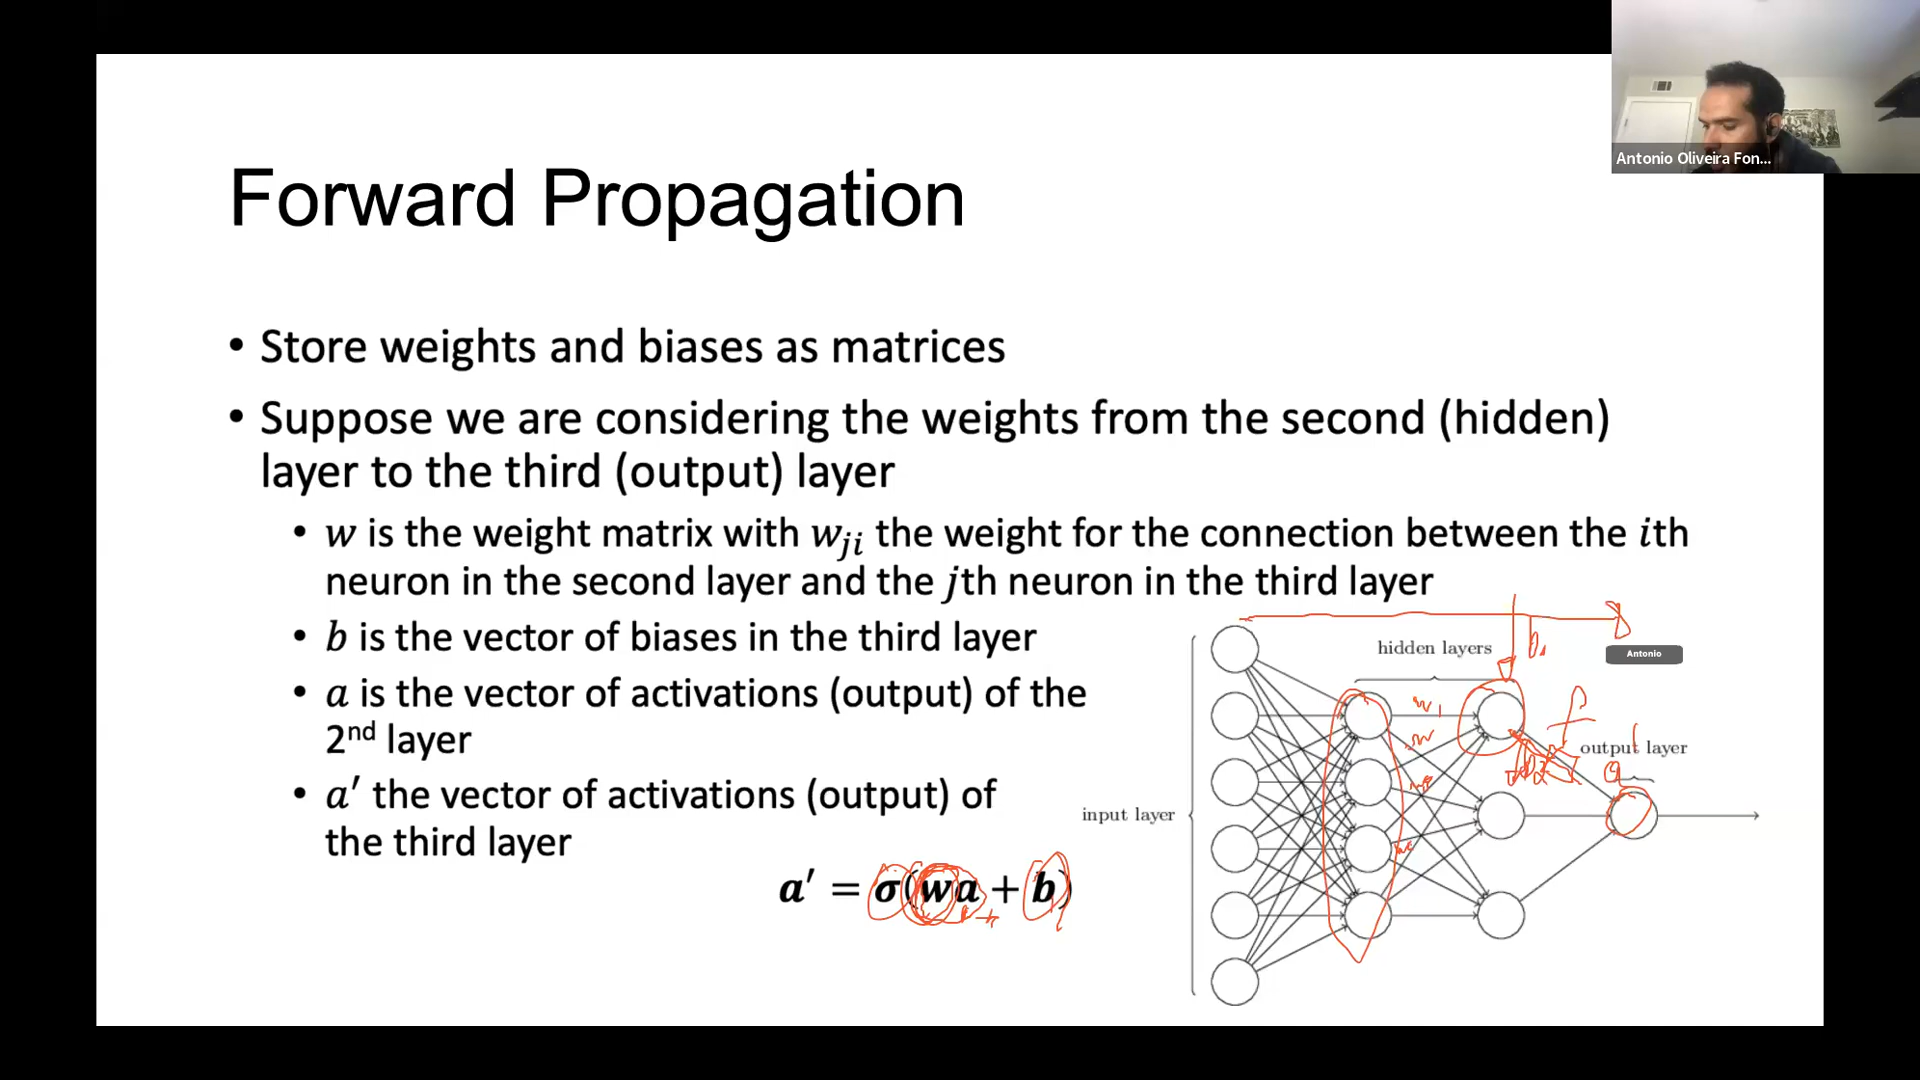 Antonio Oliveira Fon...
Forward Propagation
• Store weights and biases as matrices
• Suppose we are considering the weights from the second (hidden)
layer to the third (output) layer
• w is the weight matrix with w_ji the weight for the connection between the ith
neuron in the second layer and the jth neuron in the third layer
• b is the vector of biases in the third layer
• a is the vector of activations (output) of the
2nd layer
• a′ the vector of activations (output) of
the third layer
a′ = σ(wa + b)
hidden layers
Antonio
output layer
input layer
w1
w